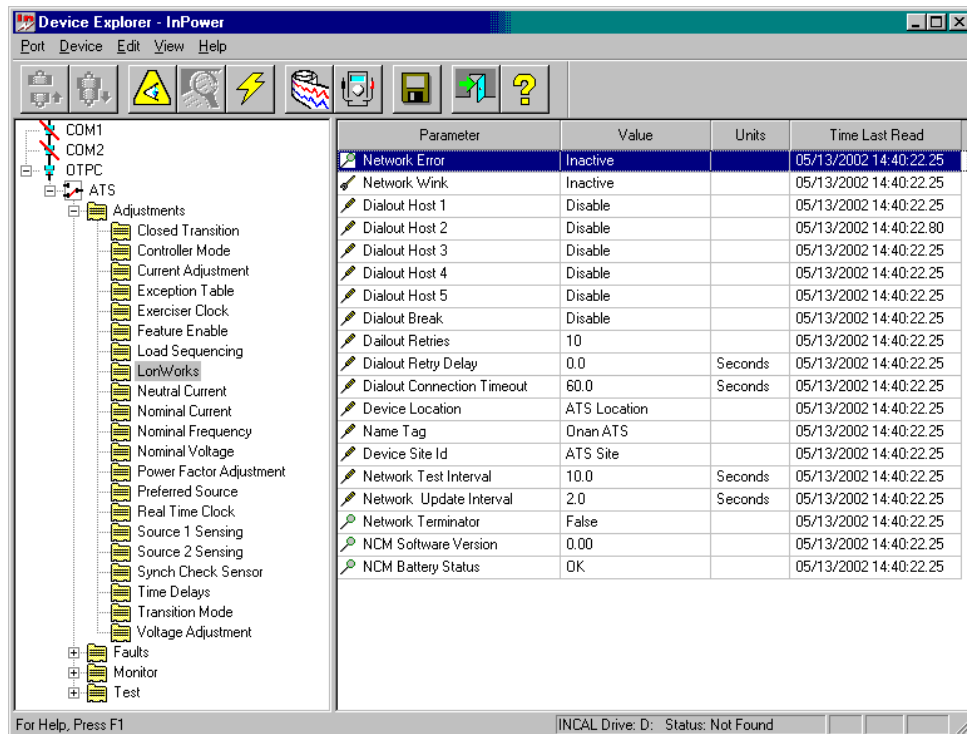 Device Explorer - InPower
Port Device Edit View Help
COM1
COM2
OTPC
ATS
Adjustments
Closed Transition
Controller Mode
Current Adjustment
Exception Table
Exerciser Clock
Feature Enable
Load Sequencing
LonWorks
Neutral Current
Nominal Current
Nominal Frequency
Nominal Voltage
Power Factor Adjustment
Preferred Source
Real Time Clock
Source 1 Sensing
Source 2 Sensing
Synch Check Sensor
Time Delays
Transition Mode
Voltage Adjustment
Faults
Monitor
Test
Parameter Value Units Time Last Read
Network Error Inactive 05/13/2002 14:40:22.25
Network Wink Inactive 05/13/2002 14:40:22.25
Dialout Host 1 Disable 05/13/2002 14:40:22.25
Dialout Host 2 Disable 05/13/2002 14:40:22.80
Dialout Host 3 Disable 05/13/2002 14:40:22.25
Dialout Host 4 Disable 05/13/2002 14:40:22.25
Dialout Host 5 Disable 05/13/2002 14:40:22.25
Dialout Break Disable 05/13/2002 14:40:22.25
Dailout Retries 10 05/13/2002 14:40:22.25
Dialout Retry Delay 0.0 Seconds 05/13/2002 14:40:22.25
Dialout Connection Timeout 60.0 Seconds 05/13/2002 14:40:22.25
Device Location ATS Location 05/13/2002 14:40:22.25
Name Tag Onan ATS 05/13/2002 14:40:22.25
Device Site Id ATS Site 05/13/2002 14:40:22.25
Network Test Interval 10.0 Seconds 05/13/2002 14:40:22.25
Network Update Interval 2.0 Seconds 05/13/2002 14:40:22.25
Network Terminator False 05/13/2002 14:40:22.25
NCM Software Version 0.00 05/13/2002 14:40:22.25
NCM Battery Status OK 05/13/2002 14:40:22.25
For Help, Press F1 INCAL Drive: D: Status: Not Found